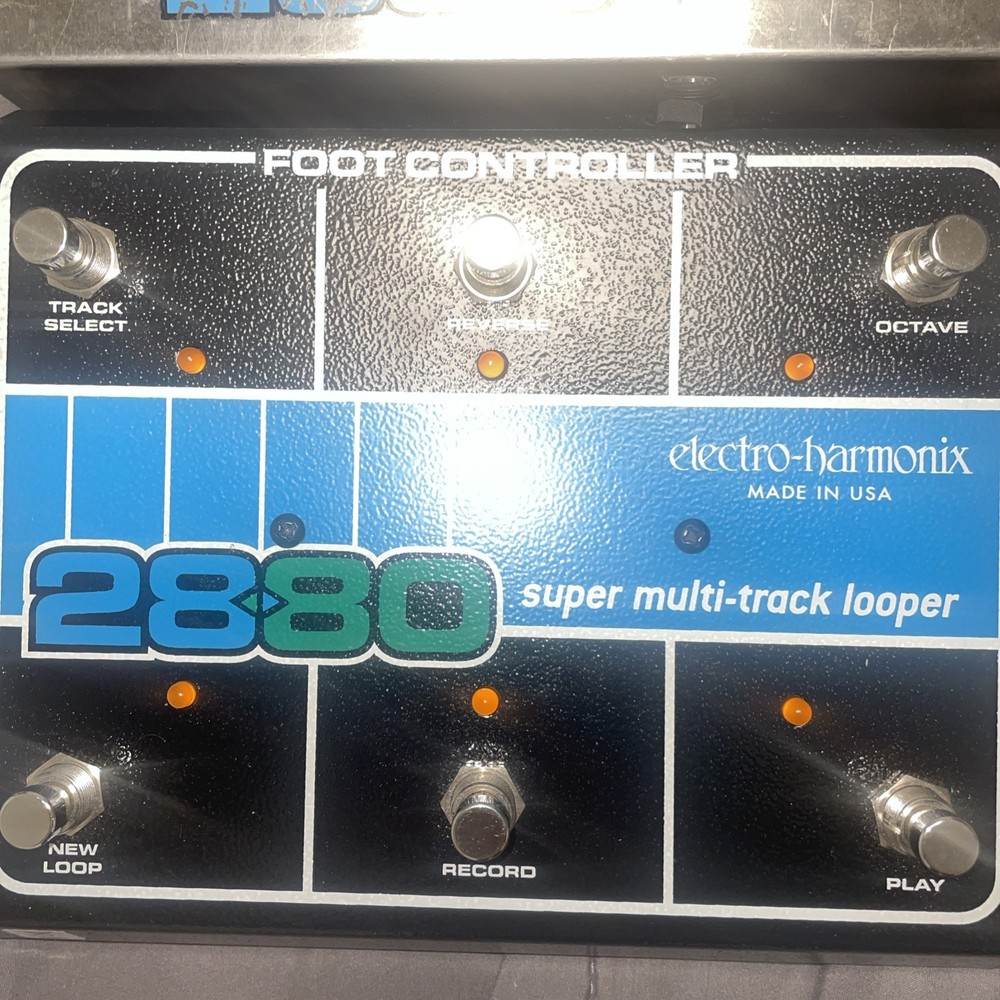 FOOT CONTROLLER
TRACK
SELECT
REVERSE
OCTAVE
electro-harmonix
MADE IN USA
2880
super multi-track looper
NEW
LOOP
RECORD
PLAY